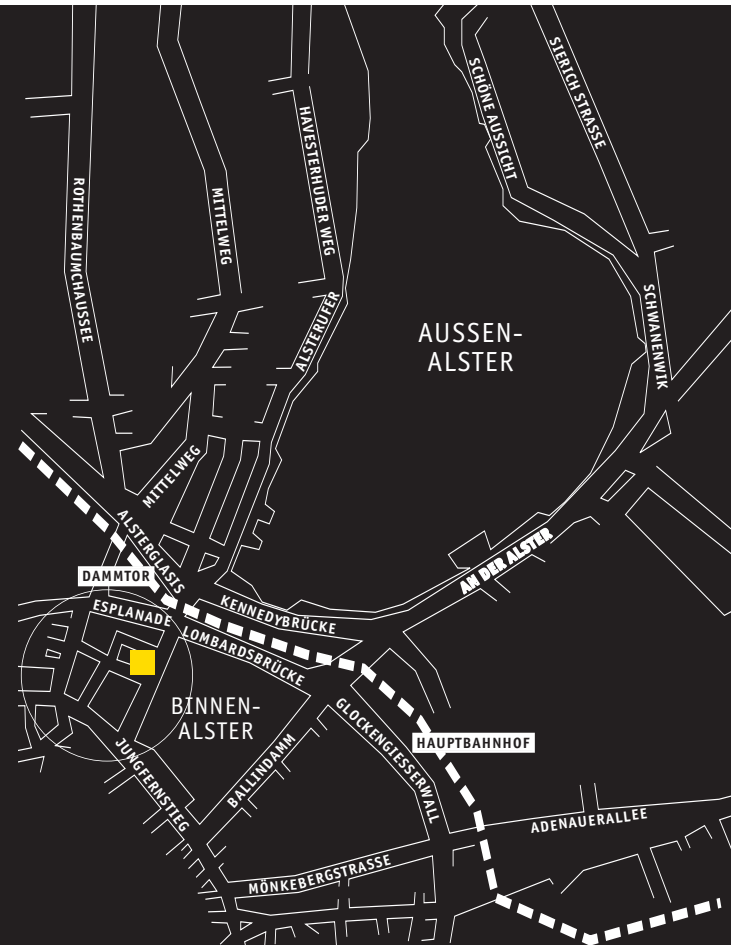 SCHÖNE AUSSICHT
SIERICH STRASSE
HAVESTERHUDER WEG
ROTHENBAUMCHAUSSEE
MITTELWEG
SCHWANENWIK
ALSTERUFER
AUSSEN-
ALSTER
MITTELWEG
ALSTERGLASIS
AN DER ALSTER
DAMMTOR
ESPLANADE
KENNEDYBRÜCKE
LOMBARDSBRÜCKE
BINNEN-
ALSTER
GLOCKENGIESSERWALL
HAUPTBAHNHOF
JUNGFERNSTIEG
BALLINDAMM
ADENAUERALLEE
MÖNKEBERGSTRASSE